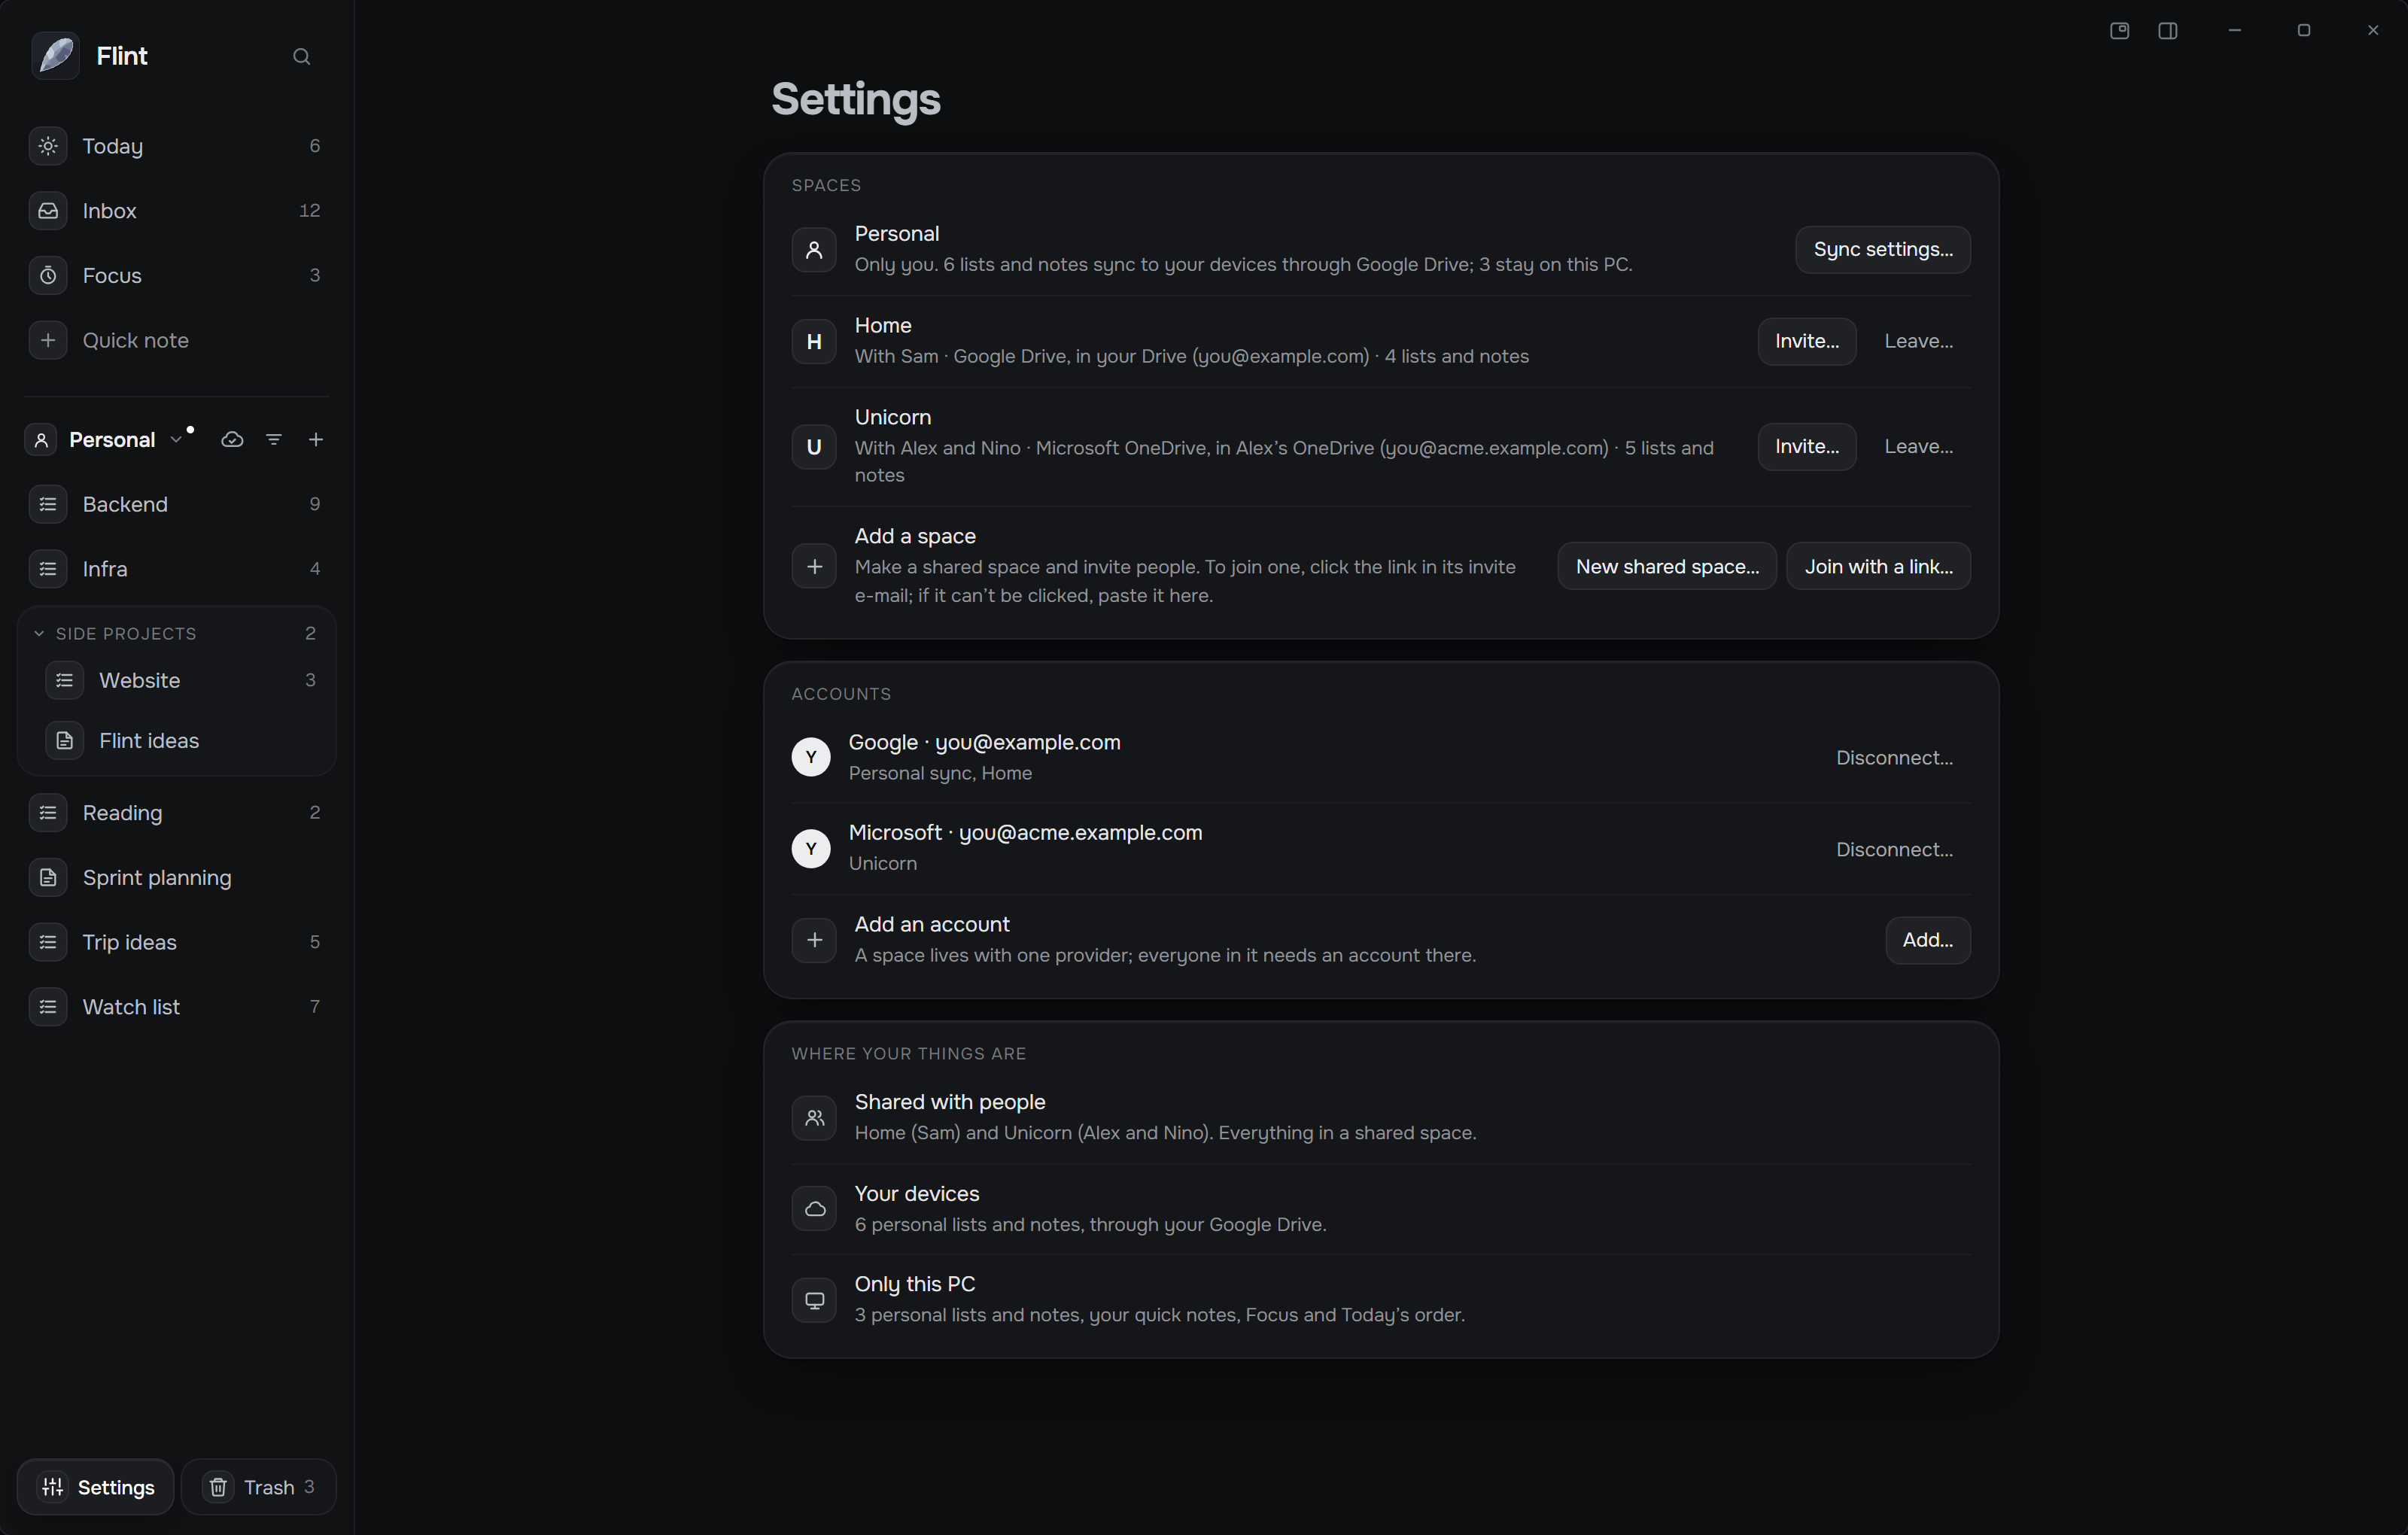 Flint
Today 6
Inbox 12
Focus 3
Quick note
Personal
Backend 9
Infra 4
SIDE PROJECTS 2
Website 3
Flint ideas
Reading 2
Sprint planning
Trip ideas 5
Watch list 7
Settings
Trash 3
Settings
SPACES
Personal
Only you. 6 lists and notes sync to your devices through Google Drive; 3 stay on this PC.
Sync settings...
H
Home
With Sam · Google Drive, in your Drive (you@example.com) · 4 lists and notes
Invite...
Leave...
U
Unicorn
With Alex and Nino · Microsoft OneDrive, in Alex’s OneDrive (you@acme.example.com) · 5 lists and
notes
Invite...
Leave...
Add a space
Make a shared space and invite people. To join one, click the link in its invite
e-mail; if it can’t be clicked, paste it here.
New shared space...
Join with a link...
ACCOUNTS
Y
Google · you@example.com
Personal sync, Home
Disconnect...
Y
Microsoft · you@acme.example.com
Unicorn
Disconnect...
Add an account
A space lives with one provider; everyone in it needs an account there.
Add...
WHERE YOUR THINGS ARE
Shared with people
Home (Sam) and Unicorn (Alex and Nino). Everything in a shared space.
Your devices
6 personal lists and notes, through your Google Drive.
Only this PC
3 personal lists and notes, your quick notes, Focus and Today’s order.